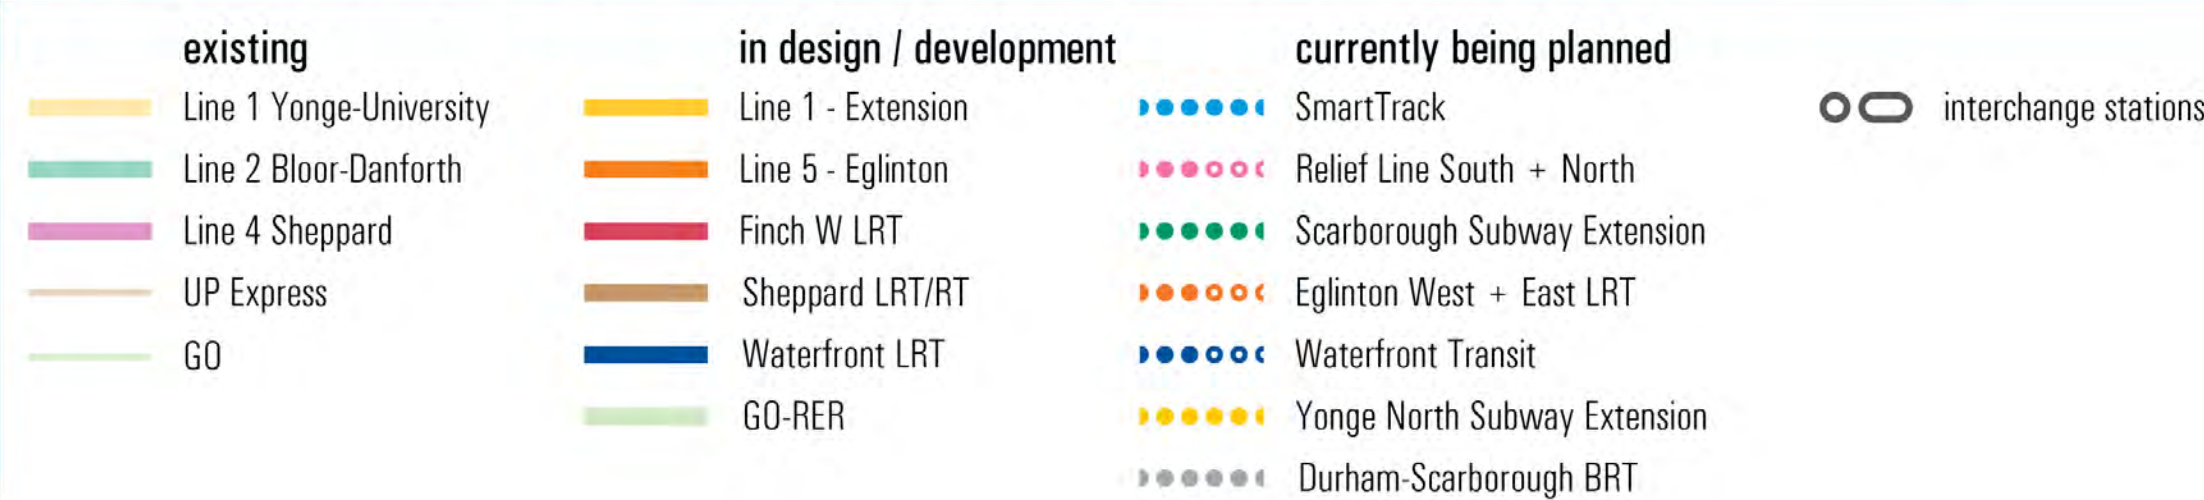 existing
Line 1 Yonge-University
Line 2 Bloor-Danforth
Line 4 Sheppard
UP Express
GO
in design / development
Line 1 - Extension
Line 5 - Eglinton
Finch W LRT
Sheppard LRT/RT
Waterfront LRT
GO-RER
currently being planned
SmartTrack
Relief Line South + North
Scarborough Subway Extension
Eglinton West + East LRT
Waterfront Transit
Yonge North Subway Extension
Durham-Scarborough BRT
interchange stations